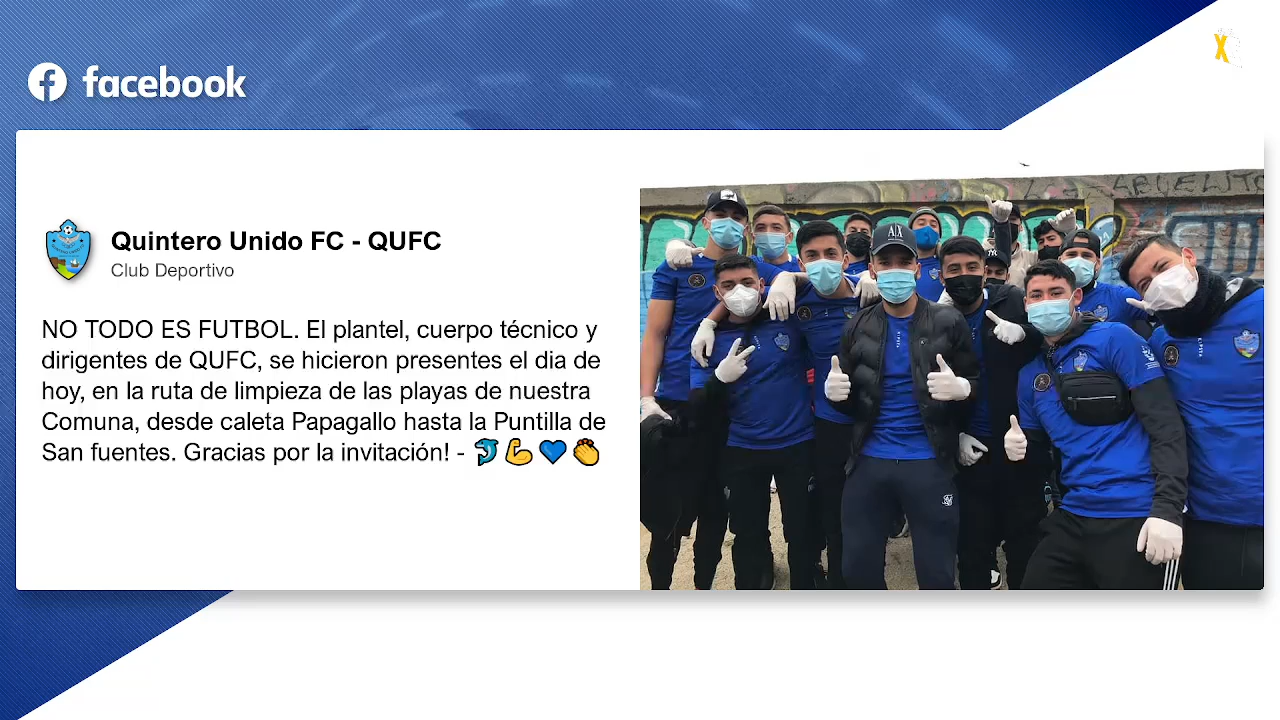 facebook
Quintero Unido FC - QUFC
Club Deportivo
NO TODO ES FUTBOL. El plantel, cuerpo técnico y
dirigentes de QUFC, se hicieron presentes el dia de
hoy, en la ruta de limpieza de las playas de nuestra
Comuna, desde caleta Papagallo hasta la Puntilla de
San fuentes. Gracias por la invitación! -
X
A|X